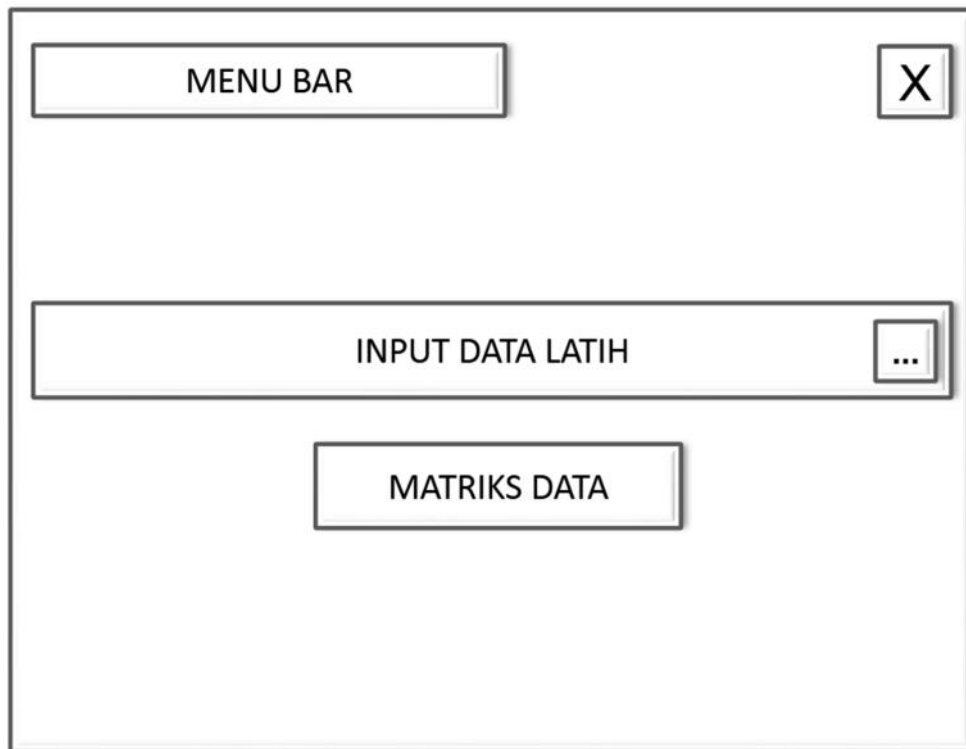 MENU BAR
X
INPUT DATA LATIH
...
MATRIKS DATA